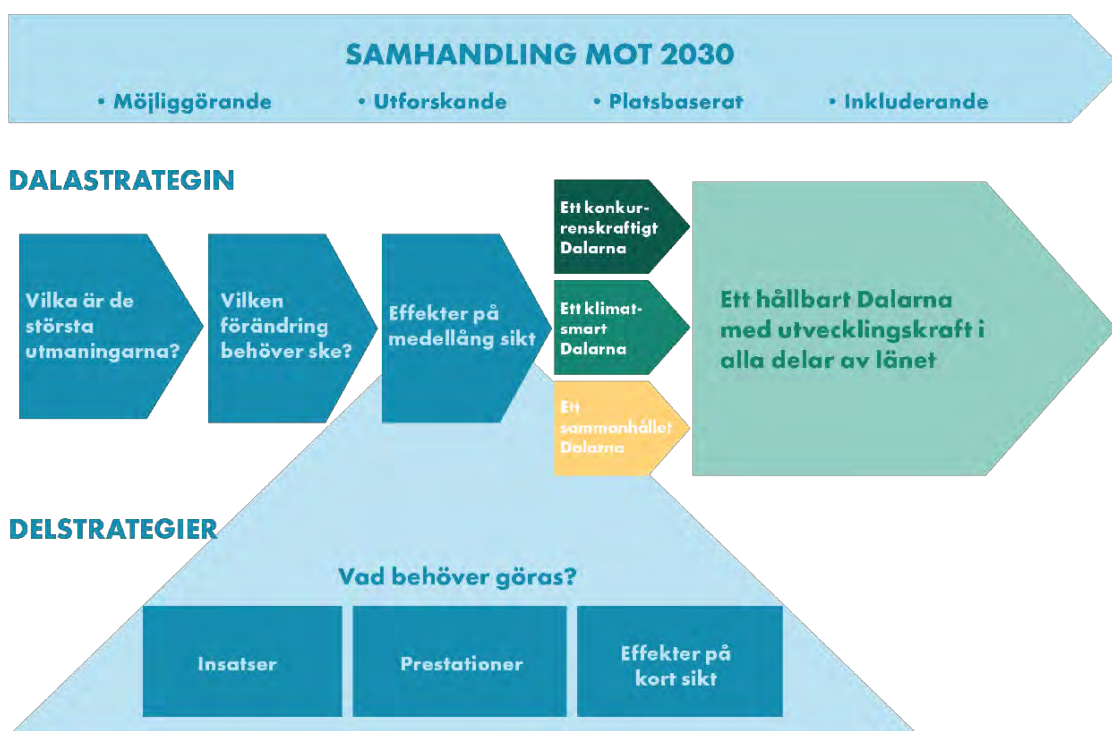 SAMHANDLING MOT 2030
• Möjliggörande • Utforskande • Platsbaserat • Inkluderande
DALASTRATEGIN
Vilka är de
största
utmaningarna?
Vilken
förändring
behöver ske?
Effekter på
medellång sikt
Ett konkur-
renskraftigt
Dalarna
Ett klimat-
smart
Dalarna
Ett
sammanhållet
Dalarna
Ett hållbart Dalarna
med utvecklingskraft i
alla delar av länet
DELSTRATEGIER
Vad behöver göras?
Insatser
Prestationer
Effekter på
kort sikt